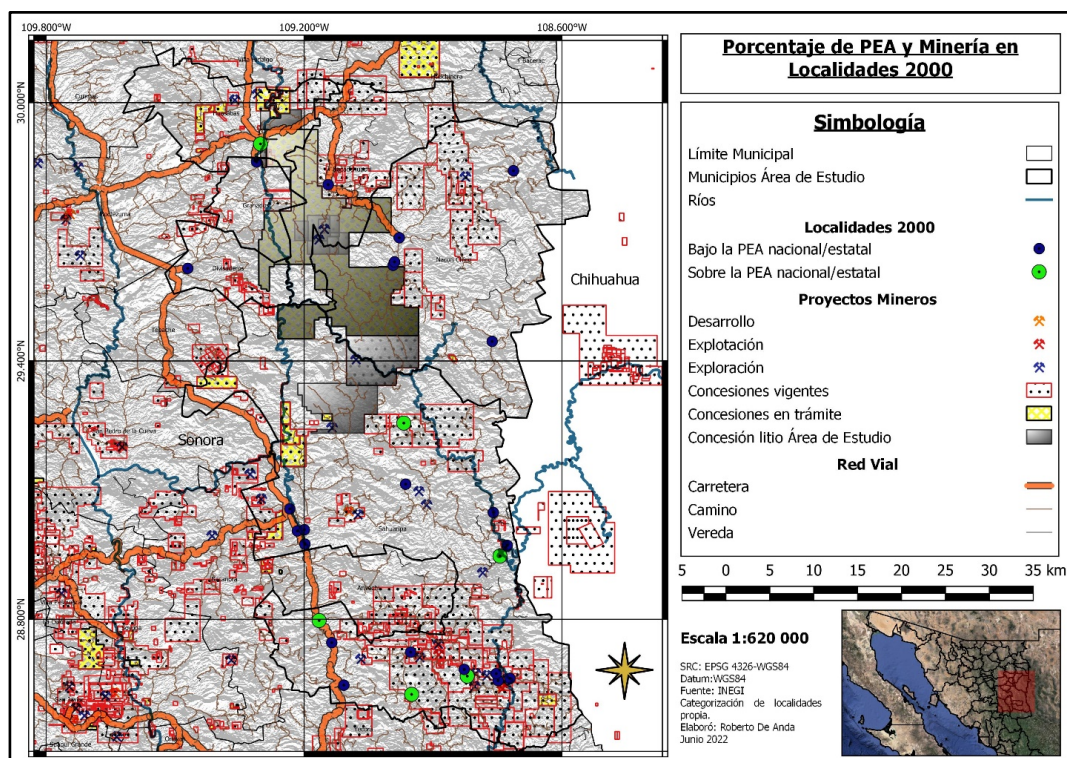 109.800°W
109.200°W
108.600°W
30.000°N
29.400°N
28.800°N
Chihuahua
Sonora
Divisaderos
Tepache
Sahuaripa
Porcentaje de PEA y Minería en
Localidades 2000
Simbología
Límite Municipal
Municipios Área de Estudio
Ríos
Localidades 2000
Bajo la PEA nacional/estatal
Sobre la PEA nacional/estatal
Proyectos Mineros
Desarrollo
Explotación
Exploración
Concesiones vigentes
Concesiones en trámite
Concesión litio Área de Estudio
Red Vial
Carretera
Camino
Vereda
5 0 5 10 15 20 25 30 35 km
Escala 1:620 000
SRC: EPSG 4326-WGS84
Datum:WGS84
Fuente: INEGI
Categorización de localidades
propia.
Elaboró: Roberto De Anda
Junio 2022